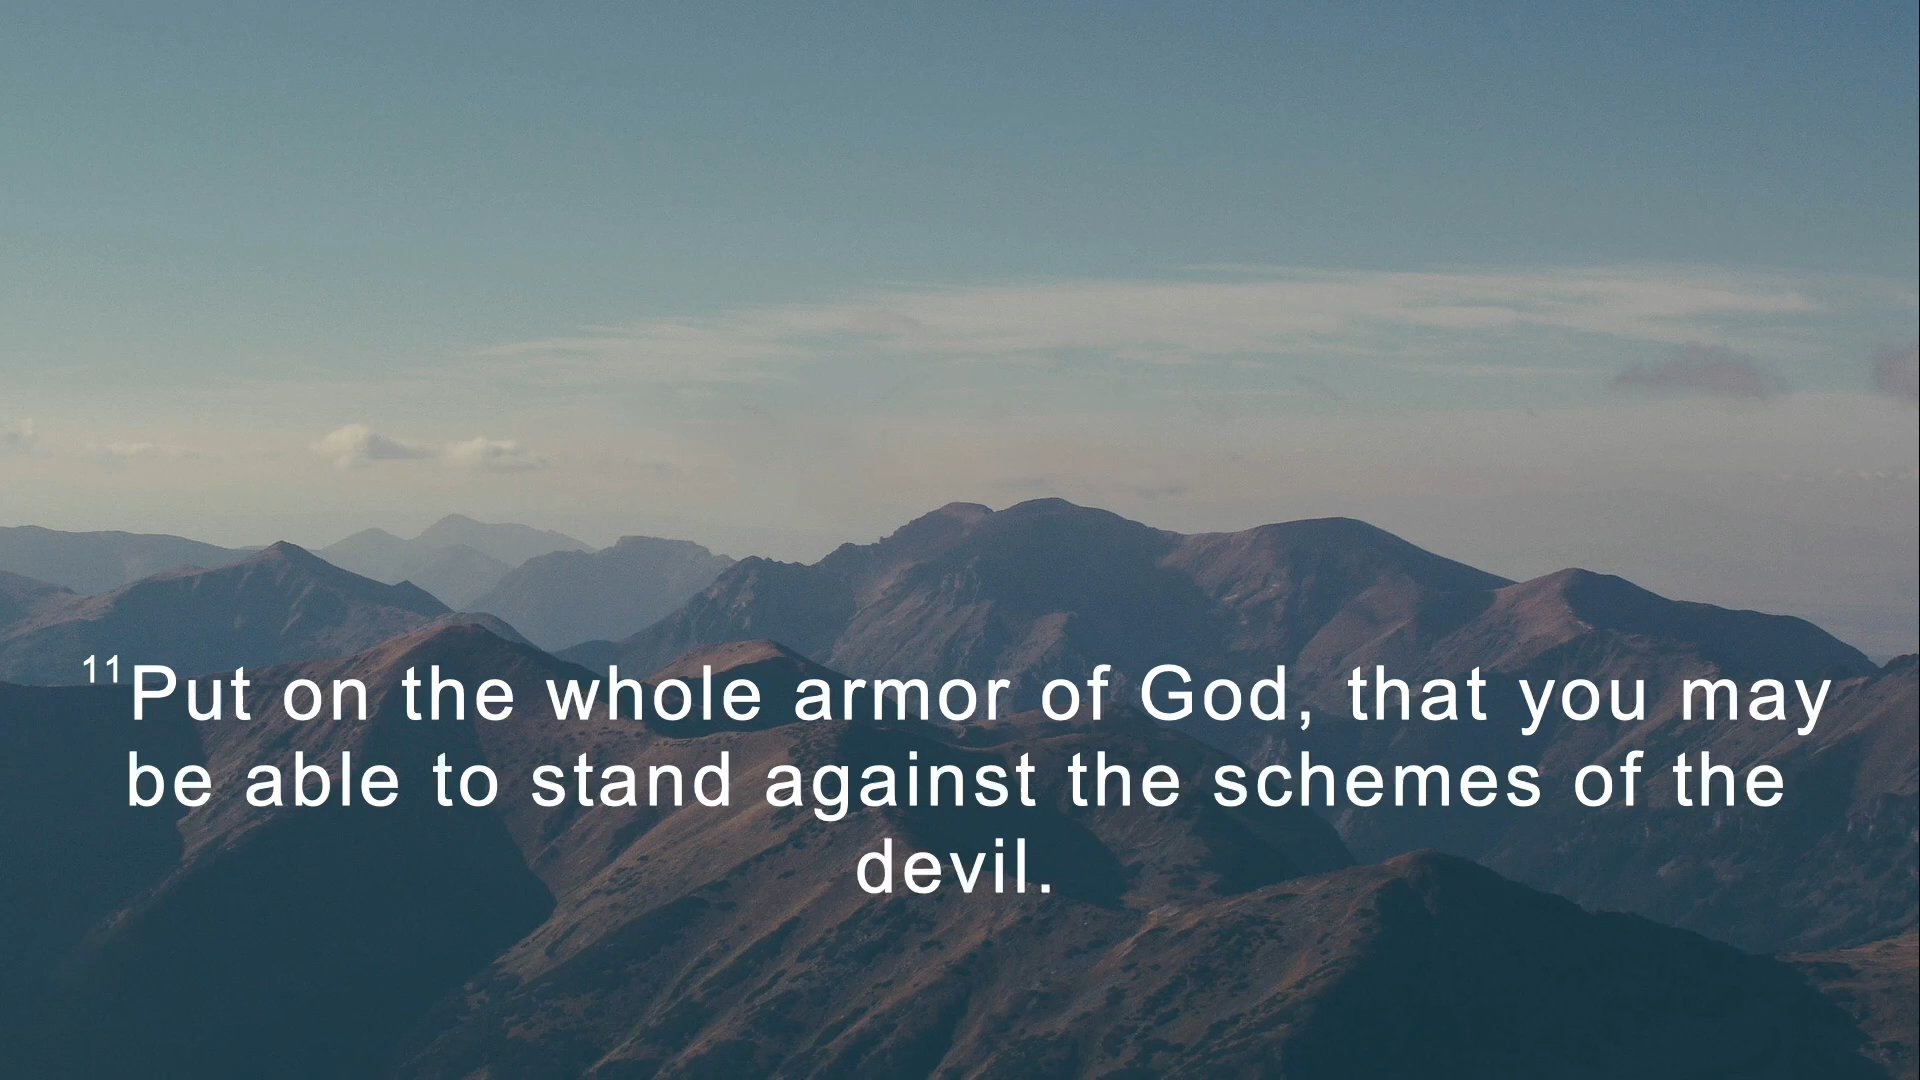 11Put on the whole armor of God, that you may
be able to stand against the schemes of the
devil.